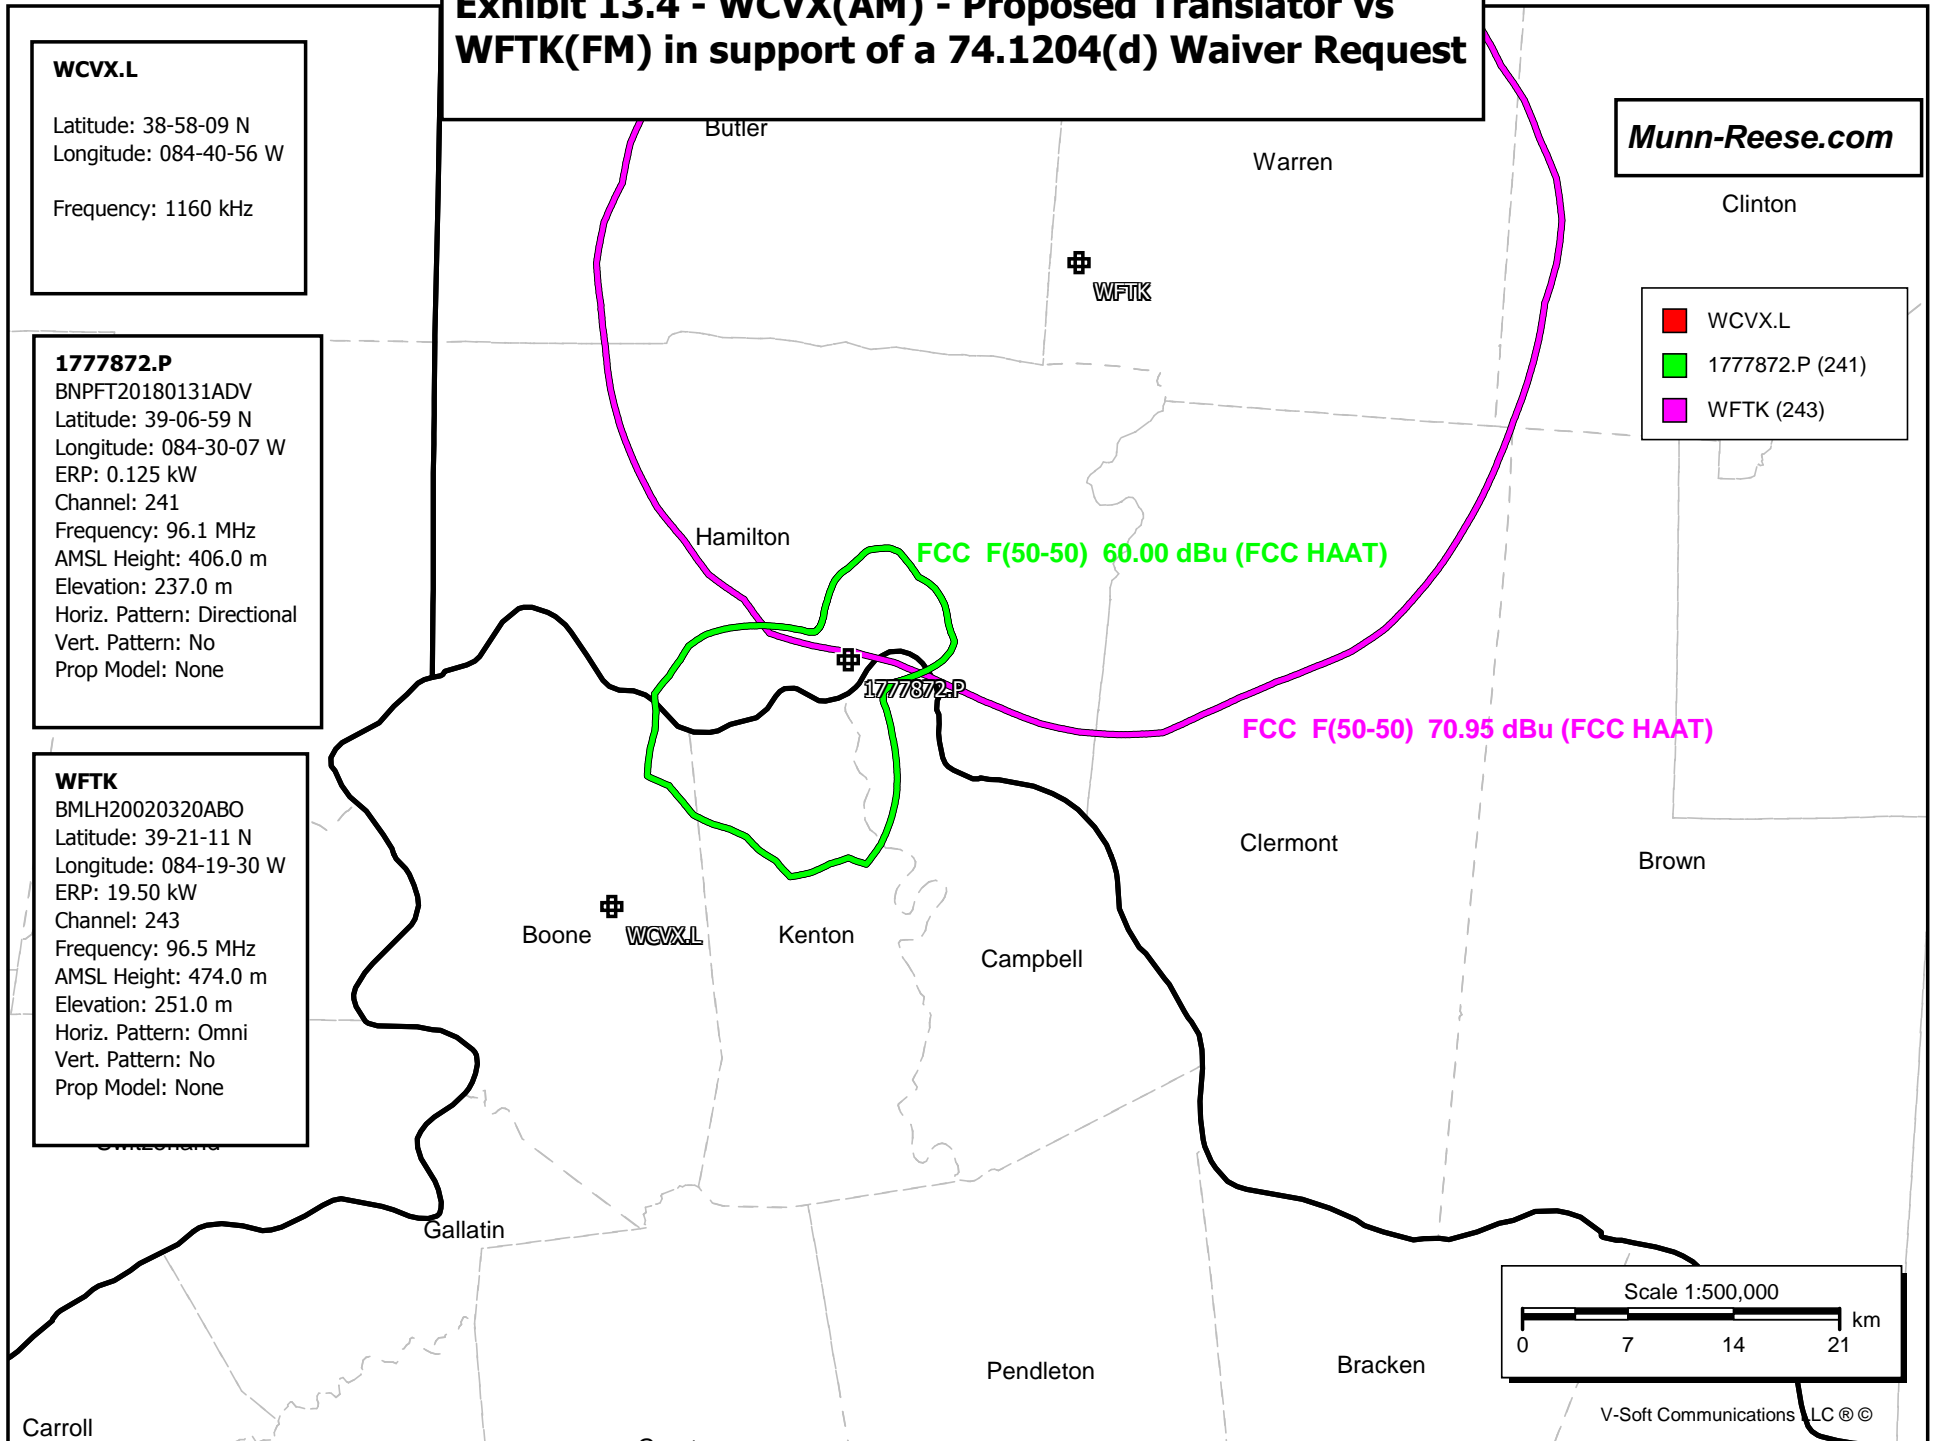 Exhibit 13.4 - WCVX(AM) - Proposed Translator vs
WFTK(FM) in support of a 74.1204(d) Waiver Request
WCVX.L
Latitude: 38-58-09 N
Longitude: 084-40-56 W
Frequency: 1160 kHz
1777872.P
BNPFT20180131ADV
Latitude: 39-06-59 N
Longitude: 084-30-07 W
ERP: 0.125 kW
Channel: 241
Frequency: 96.1 MHz
AMSL Height: 406.0 m
Elevation: 237.0 m
Horiz. Pattern: Directional
Vert. Pattern: No
Prop Model: None
WFTK
BMLH20020320ABO
Latitude: 39-21-11 N
Longitude: 084-19-30 W
ERP: 19.50 kW
Channel: 243
Frequency: 96.5 MHz
AMSL Height: 474.0 m
Elevation: 251.0 m
Horiz. Pattern: Omni
Vert. Pattern: No
Prop Model: None
Munn-Reese.com
WCVX.L
1777872.P (241)
WFTK (243)
Butler
Warren
Clinton
WFTK
Hamilton
FCC F(50-50) 60.00 dBu (FCC HAAT)
1777872.P
FCC F(50-50) 70.95 dBu (FCC HAAT)
Clermont
Brown
Boone
WCVX.L
Kenton
Campbell
Switzerland
Gallatin
Pendleton
Bracken
Carroll
Scale 1:500,000
km
0 7 14 21
V-Soft Communications LLC ® ©